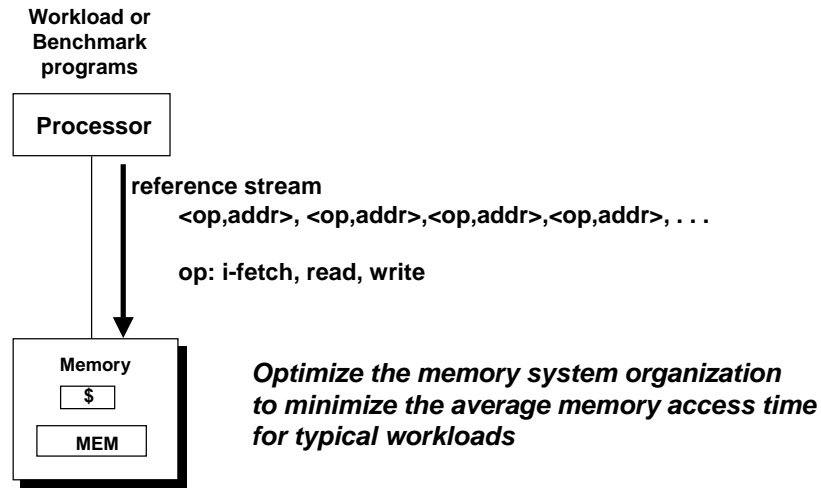 Workload or
Benchmark
programs
Processor
reference stream
<op,addr>, <op,addr>,<op,addr>,<op,addr>, . . .
op: i-fetch, read, write
Memory
$
MEM
Optimize the memory system organization
to minimize the average memory access time
for typical workloads